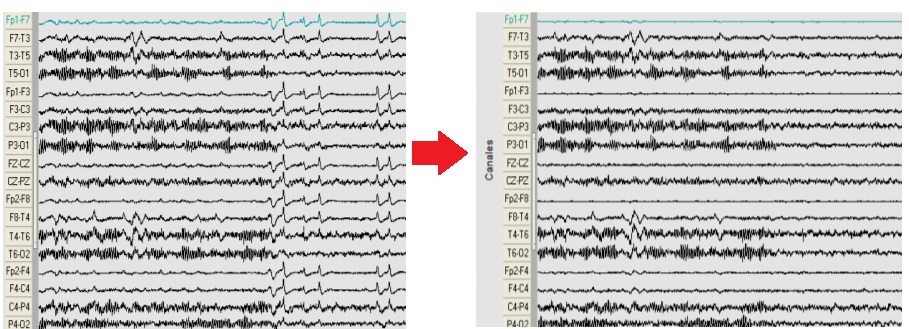 Fp1-F7
F7-T3
T3-T5
T5-O1
Fp1-F3
F3-C3
C3-P3
P3-O1
FZ-CZ
CZ-PZ
Fp2-F8
F8-T4
T4-T6
T6-O2
Fp2-F4
F4-C4
C4-P4
P4-O2
Canales
Fp1-F7
F7-T3
T3-T5
T5-O1
Fp1-F3
F3-C3
C3-P3
P3-O1
FZ-CZ
CZ-PZ
Fp2-F8
F8-T4
T4-T6
T6-O2
Fp2-F4
F4-C4
C4-P4
P4-O2